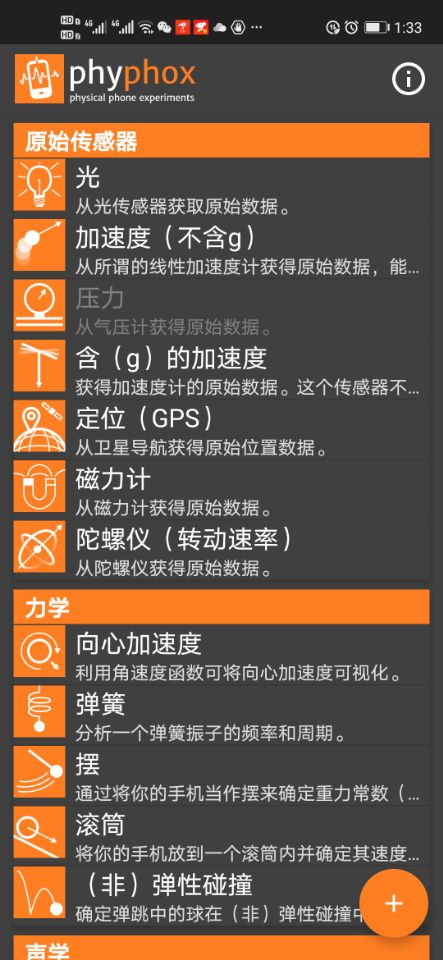 HD 4G 4G 1:33
HD 2
phyphox
physical phone experiments
原始传感器
光
从光传感器获取原始数据。
加速度（不含g）
从所谓的线性加速度计获得原始数据，能...
压力
从气压计获得原始数据。
含（g）的加速度
获得加速度计的原始数据。这个传感器不...
定位（GPS）
从卫星导航获得原始位置数据。
磁力计
从磁力计获得原始数据。
陀螺仪（转动速率）
从陀螺仪获得原始数据。
力学
向心加速度
利用角速度函数可将向心加速度可视化。
弹簧
分析一个弹簧振子的频率和周期。
摆
通过将你的手机当作摆来确定重力常数（...
滚筒
将你的手机放到一个滚筒内并确定其速度...
（非）弹性碰撞
确定弹跳中的球在（非）弹性碰撞中
声学